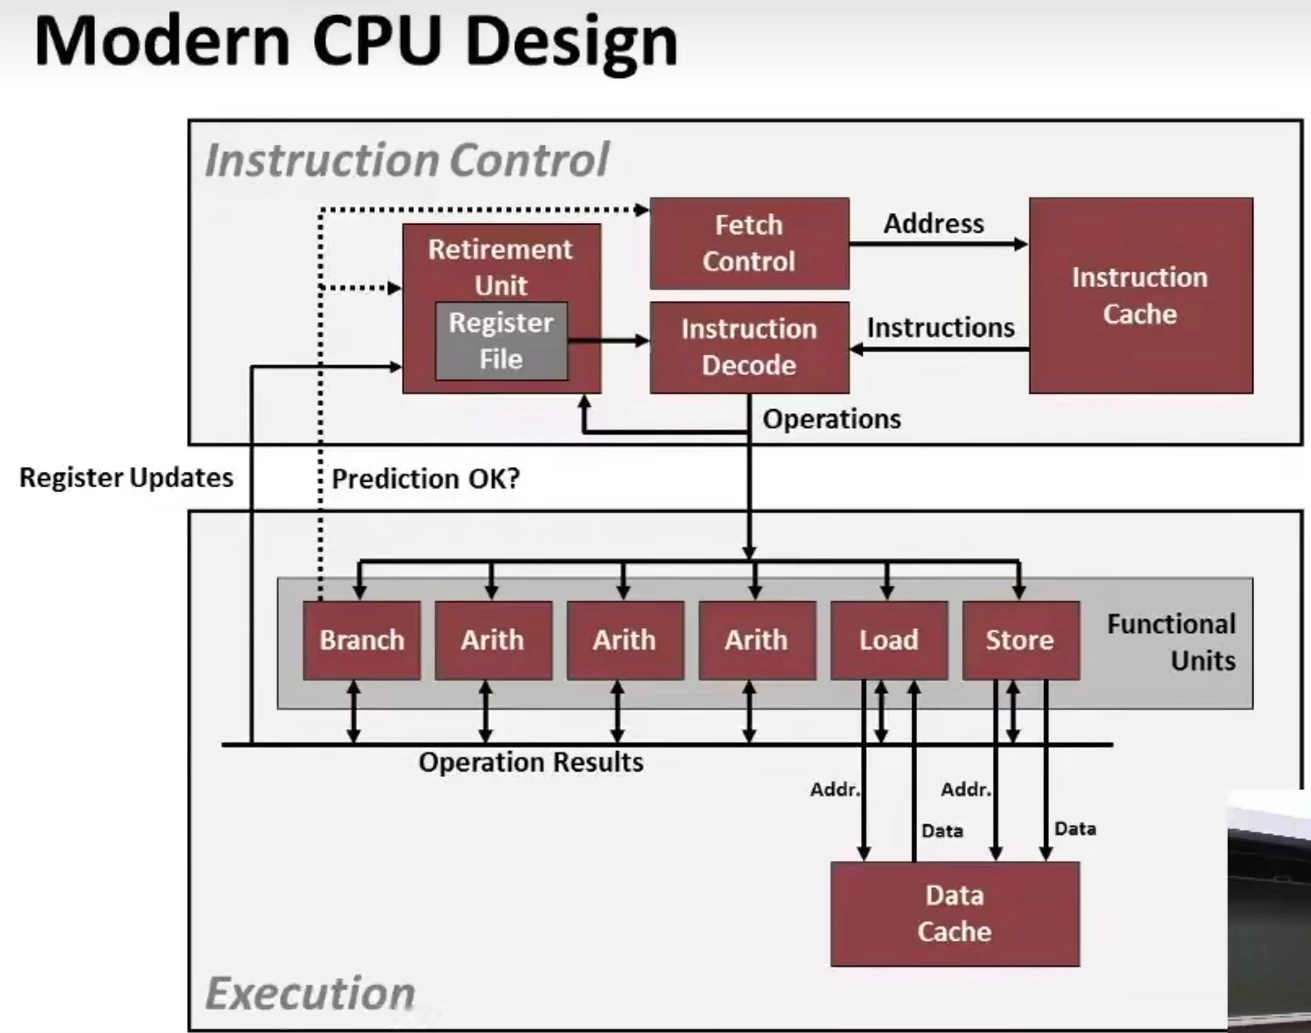 Modern CPU Design
Instruction Control
Retirement
Unit
Register
File
Fetch
Control
Address
Instruction
Cache
Instruction
Decode
Instructions
Operations
Register Updates
Prediction OK?
Branch
Arith
Arith
Arith
Load
Store
Functional
Units
Operation Results
Addr.
Addr.
Data
Data
Data
Cache
Execution